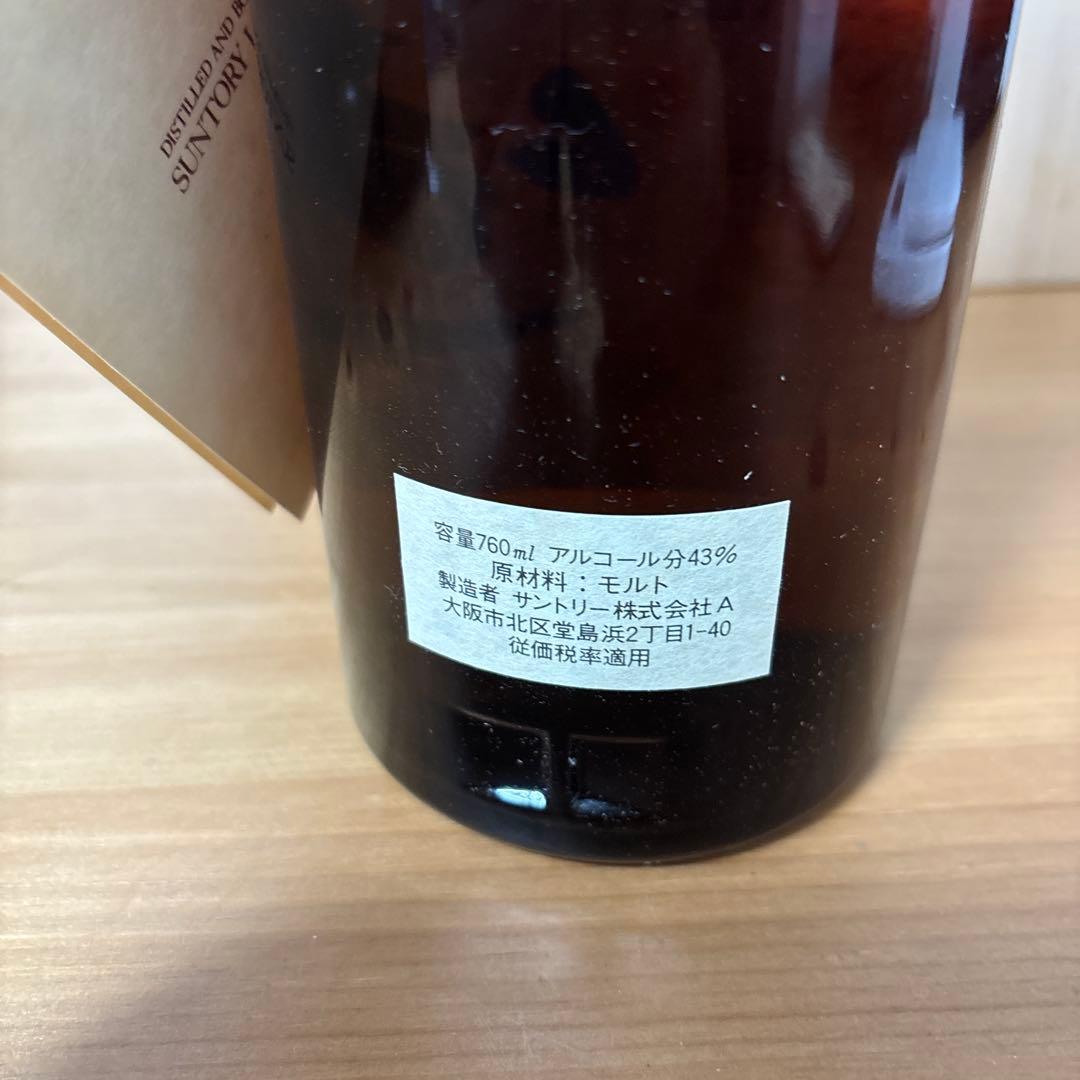 DISTILLED AND
SUNTORY
容量760ml アルコール分43%
原材料：モルト
製造者 サントリー株式会社A
大阪市北区堂島浜2丁目1-40
従価税率適用